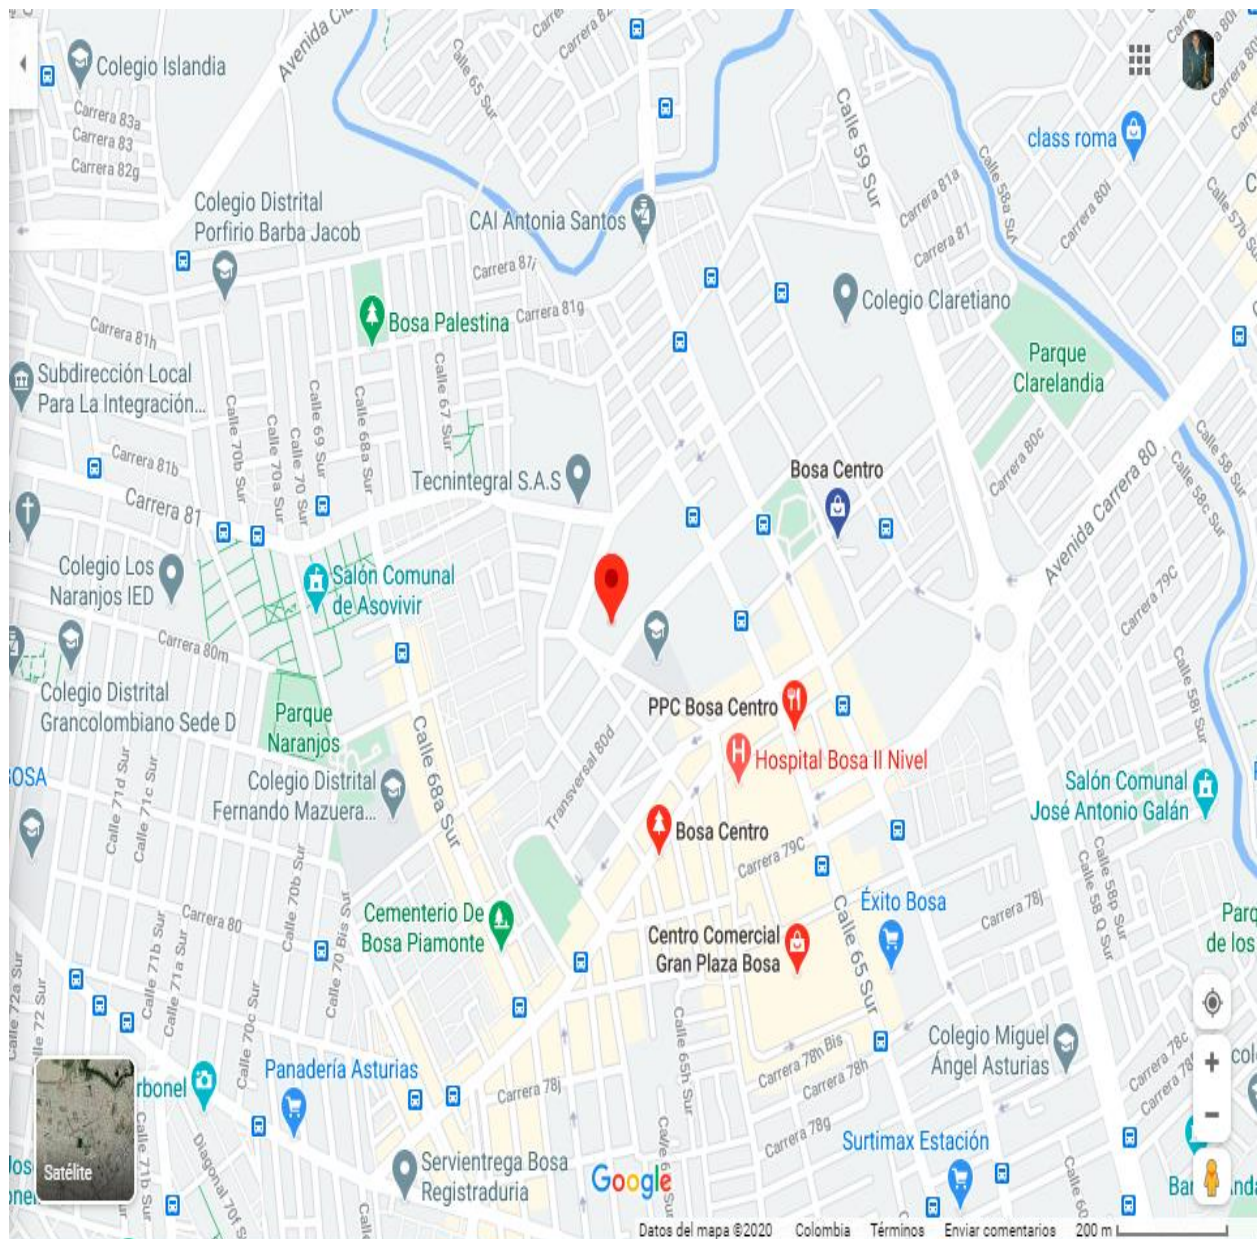 Colegio Islandia
Carrera 83a
Carrera 83
Carrera 82g
Calle 65 Sur
Carrera 82
Calle 59 Sur
class roma
Carrera 80i
Calle 58a Sur
Carrera 81a
Carrera 81
Colegio Distrital
Porfirio Barba Jacob
CAI Antonia Santos
Carrera 87i
Carrera 81g
Colegio Claretiano
Bosa Palestina
Carrera 81h
Subdirección Local
Para La Integración...
Parque
Clarelandia
Calle 70b Sur
Calle 70a Sur
Calle 70 Sur
Calle 69 Sur
Calle 68a Sur
Calle 67 Sur
Carrera 81b
Carrera 81
Tecnintegral S.A.S
Bosa Centro
Carrera 80c
Avenida Carrera 80
Calle 58 Sur
Calle 58c Sur
Carrera 79C
Colegio Los
Naranjos IED
Salón Comunal
de Asovivir
Carrera 80m
Colegio Distrital
Grancolombiano Sede D
Parque
Naranjos
Calle 68a Sur
Transversal 80d
PPC Bosa Centro
Hospital Bosa II Nivel
Calle 58i Sur
Colegio Distrital
Fernando Mazuera...
Bosa Centro
Carrera 79C
Salón Comunal
José Antonio Galán
Calle 71d Sur
Calle 71c Sur
Calle 70b Sur
Carrera 80
Cementerio De
Bosa Piamonte
Éxito Bosa
Centro Comercial
Gran Plaza Bosa
Calle 65 Sur
Carrera 78j
Calle 58p Sur
Calle 58 Q Sur
de los
Calle 72a Sur
Calle 71b Sur
Calle 71a Sur
Calle 70c Sur
Calle 70 Bis Sur
Calle 65h Sur
Carrera 78h Bis
Carrera 78h
Carrera 78g
Colegio Miguel
Ángel Asturias
Carrera 78c
Panadería Asturias
Carrera 78j
Satélite
Calle 71b Sur
Diagonal 70f Sur
Servientrega Bosa
Registraduria
Google
Surtimax Estación
Datos del mapa ©2020 Colombia Términos Enviar comentarios 200 m